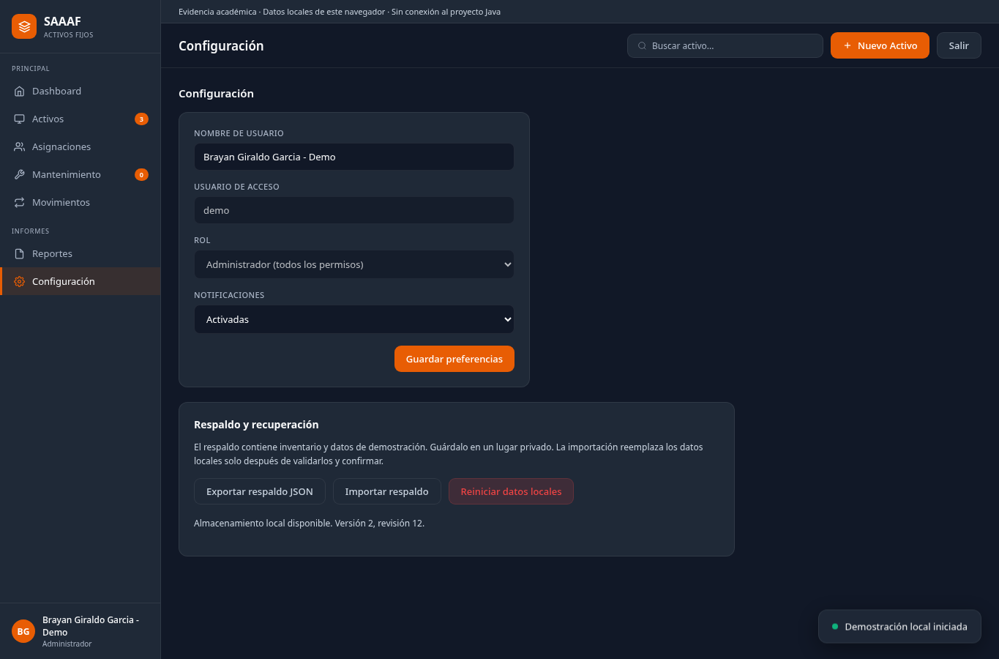 SAAAF
ACTIVOS FIJOS
PRINCIPAL
Dashboard
Activos
3
Asignaciones
Mantenimiento
0
Movimientos
INFORMES
Reportes
Configuración
BG
Brayan Giraldo Garcia -
Demo
Administrador
Evidencia académica · Datos locales de este navegador · Sin conexión al proyecto Java
Configuración
Buscar activo...
+ Nuevo Activo
Salir
Configuración
NOMBRE DE USUARIO
Brayan Giraldo Garcia - Demo
USUARIO DE ACCESO
demo
ROL
Administrador (todos los permisos)
NOTIFICACIONES
Activadas
Guardar preferencias
Respaldo y recuperación
El respaldo contiene inventario y datos de demostración. Guárdalo en un lugar privado. La importación reemplaza los datos
locales solo después de validarlos y confirmar.
Exportar respaldo JSON
Importar respaldo
Reiniciar datos locales
Almacenamiento local disponible. Versión 2, revisión 12.
Demostración local iniciada